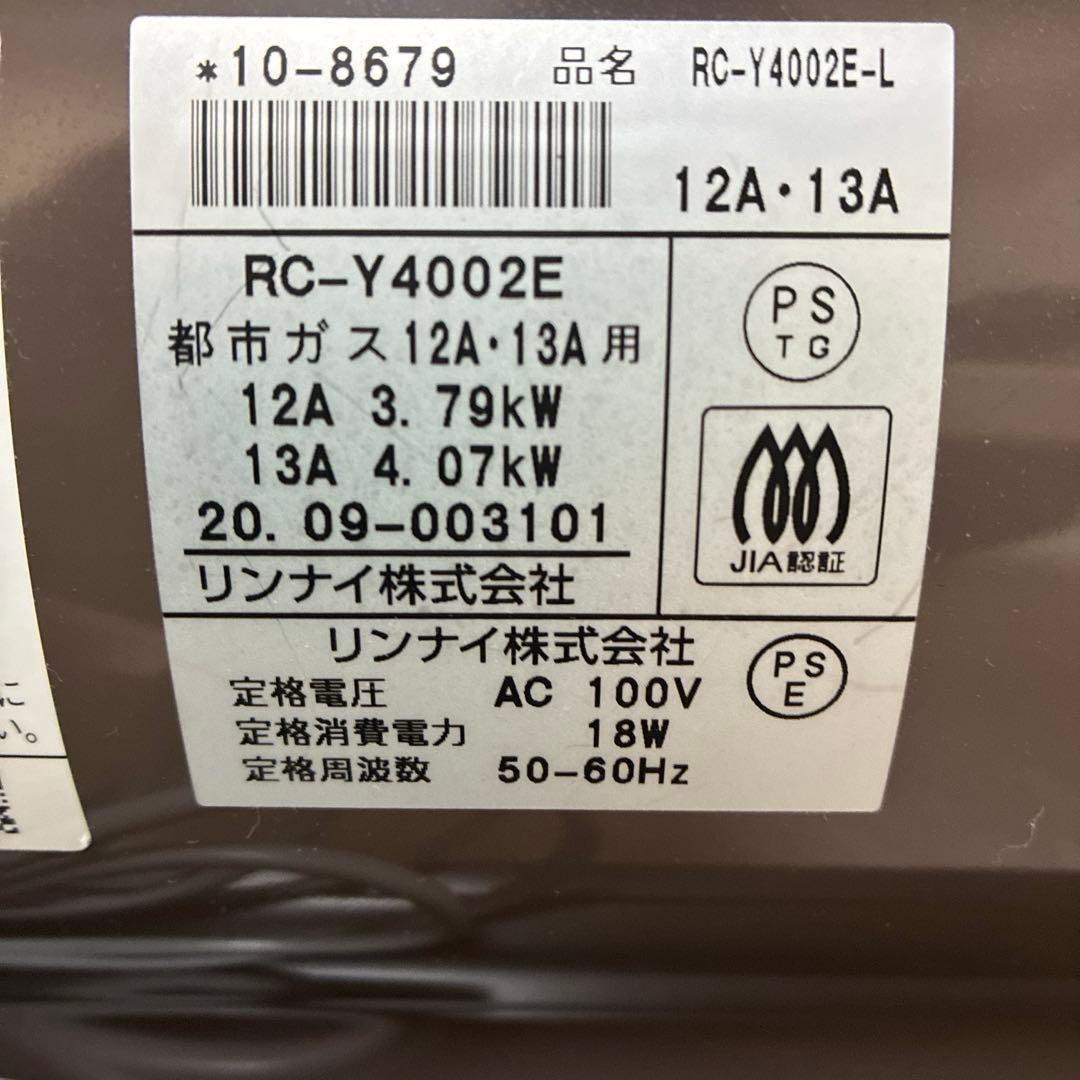 *10-8679 品名 RC-Y4002E-L
12A・13A
RC-Y4002E
都市ガス12A・13A用
12A 3.79kW
13A 4.07kW
20.09-003101
リンナイ株式会社
PS
TG
JIA認証
リンナイ株式会社
定格電圧 AC 100V
定格消費電力 18W
定格周波数 50-60Hz
PS
E
に
い。